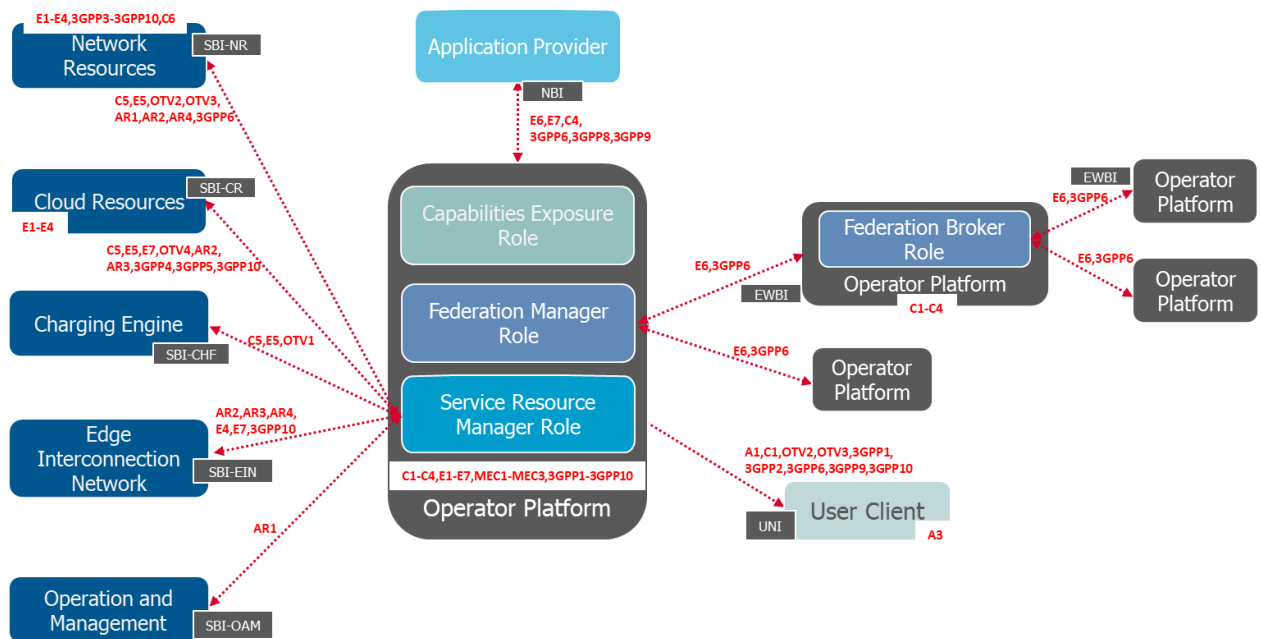 E1-E4,3GPP3-3GPP10,C6
Network
Resources
SBI-NR
C5,E5,OTV2,OTV3,
AR1,AR2,AR4,3GPP6
Application Provider
NBI
E6,E7,C4,
3GPP6,3GPP8,3GPP9
Cloud Resources
SBI-CR
E1-E4
C5,E5,E7,OTV4,AR2,
AR3,3GPP4,3GPP5,3GPP10
Charging Engine
SBI-CHF
C5,E5,OTV1
Edge
Interconnection
Network
SBI-EIN
AR2,AR3,AR4,
E4,E7,3GPP10
AR1
Operation and
Management
SBI-OAM
Capabilities Exposure
Role
Federation Manager
Role
Service Resource
Manager Role
C1-C4,E1-E7,MEC1-MEC3,3GPP1-3GPP10
Operator Platform
E6,3GPP6
EWBI
Federation Broker
Role
Operator Platform
C1-C4
EWBI
E6,3GPP6
Operator
Platform
E6,3GPP6
Operator
Platform
E6,3GPP6
Operator
Platform
A1,C1,OTV2,OTV3,3GPP1,
3GPP2,3GPP6,3GPP9,3GPP10
UNI
User Client
A3